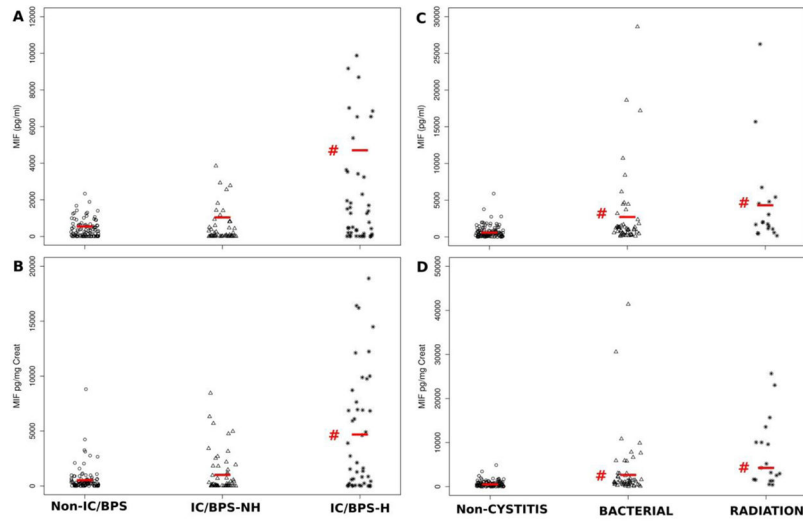 A
MIF (pg/ml)
12000
10000
8000
6000
4000
2000
0
#
B
MIF pg/mg Creat
20000
15000
10000
5000
0
#
Non-IC/BPS IC/BPS-NH IC/BPS-H
C
MIF (pg/ml)
30000
25000
20000
15000
10000
5000
0
# #
D
MIF pg/mg Creat
50000
40000
30000
20000
10000
0
# #
Non-CYSTITIS BACTERIAL RADIATION